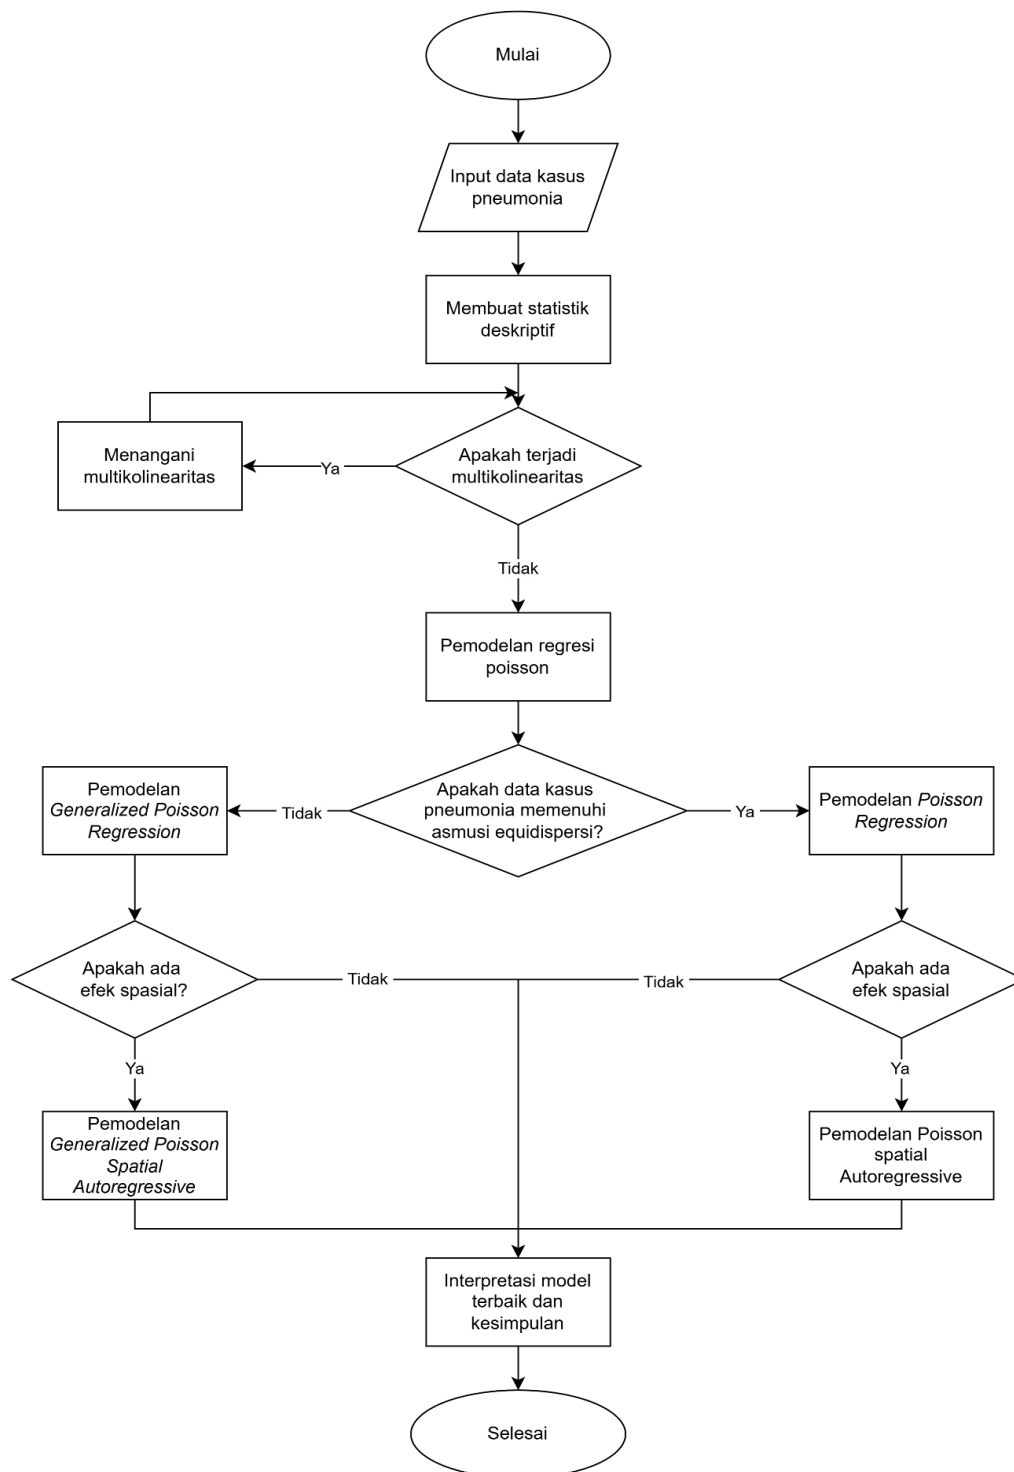 Mulai
Input data kasus
pneumonia
Membuat statistik
deskriptif
Menangani
multikolinearitas
Ya
Apakah terjadi
multikolinearitas
Tidak
Pemodelan regresi
poisson
Pemodelan
Generalized Poisson
Regression
Tidak
Apakah data kasus
pneumonia memenuhi
asmusi equidispersi?
Ya
Pemodelan Poisson
Regression
Apakah ada
efek spasial?
Tidak
Tidak
Apakah ada
efek spasial
Ya
Ya
Pemodelan
Generalized Poisson
Spatial
Autoregressive
Pemodelan Poisson
spatial
Autoregressive
Interpretasi model
terbaik dan
kesimpulan
Selesai